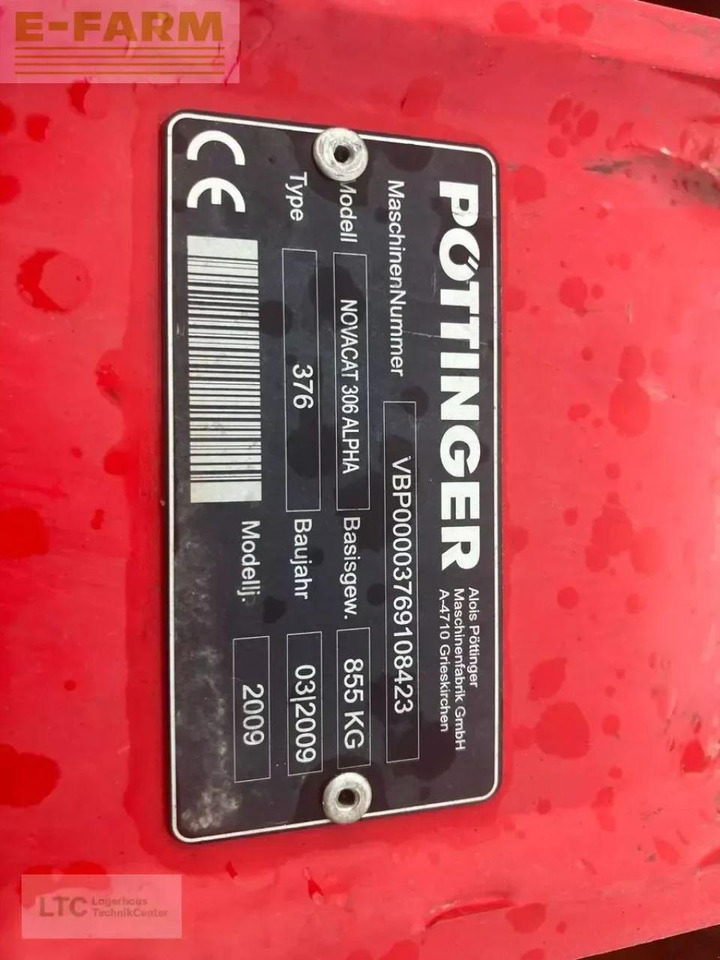 E-FARM
PÖTTINGER
Alois Pöttinger
Maschinenfabrik GmbH
A-4710 Grieskirchen
MaschinenNummer VBP00003769108423
Modell NOVACAT 306 ALPHA Basisgew. 855 KG
Type 376 Baujahr 03|2009
CE Modellj. 2009
LTC Lagerhaus
TechnikCenter